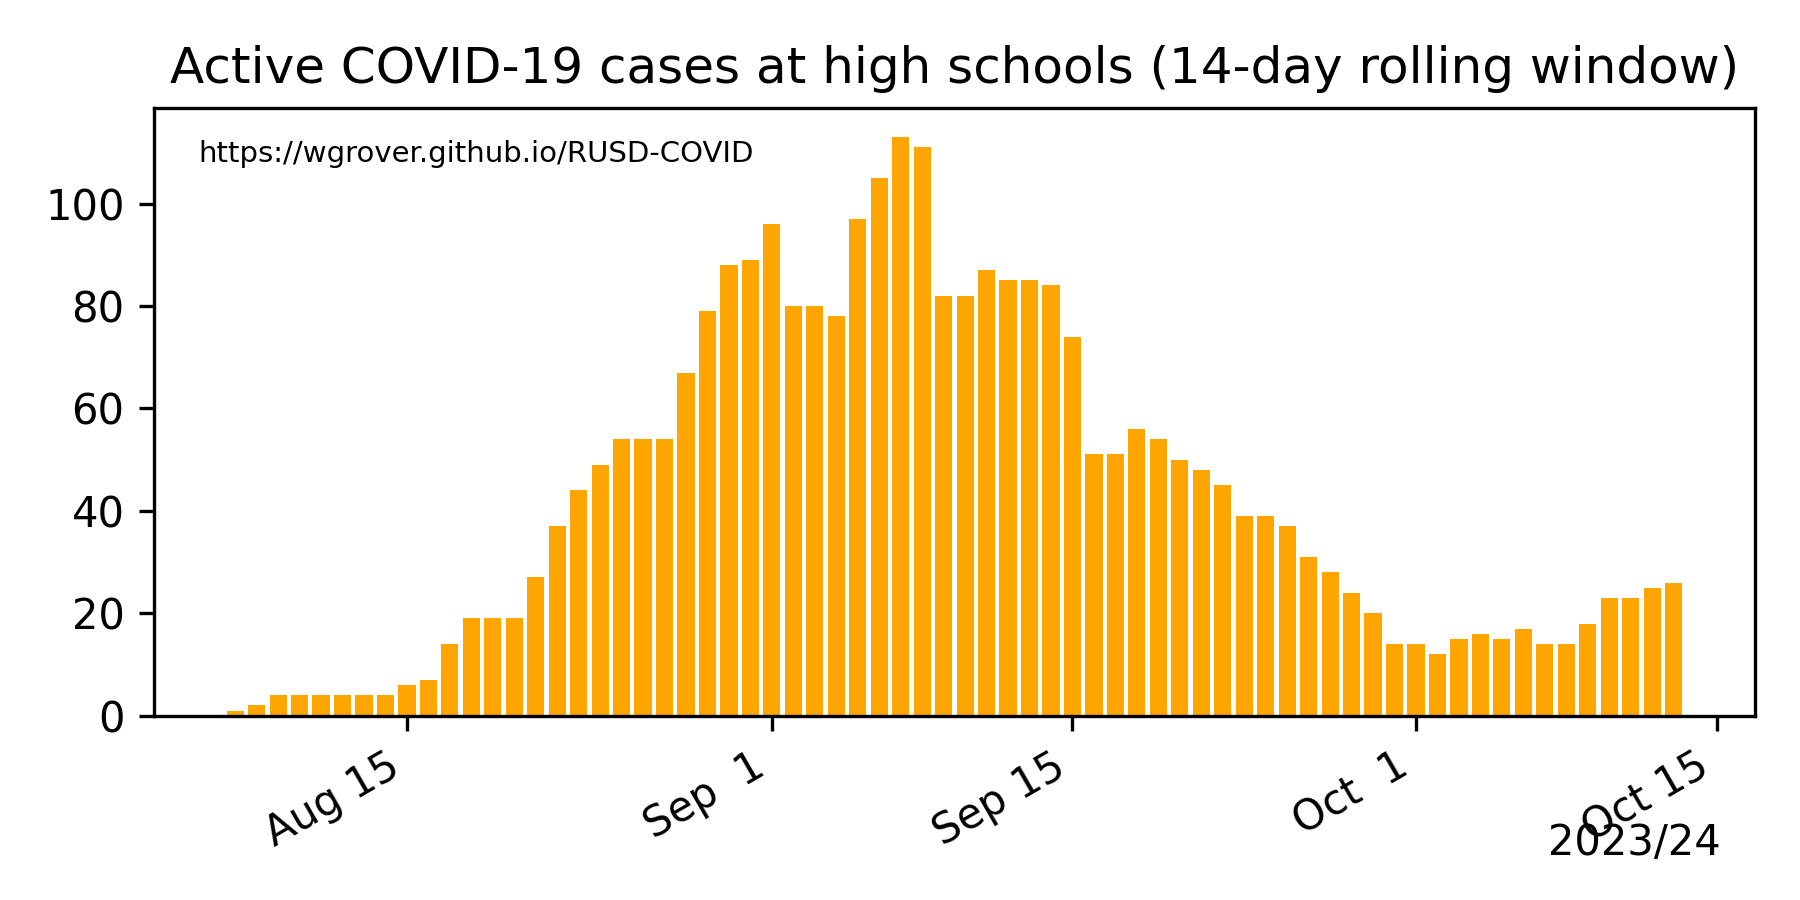 Active COVID-19 cases at high schools (14-day rolling window)
https://wgrover.github.io/RUSD-COVID
100
80
60
40
20
0
Aug 15
Sep 1
Sep 15
Oct 1
Oct 15
2023/24